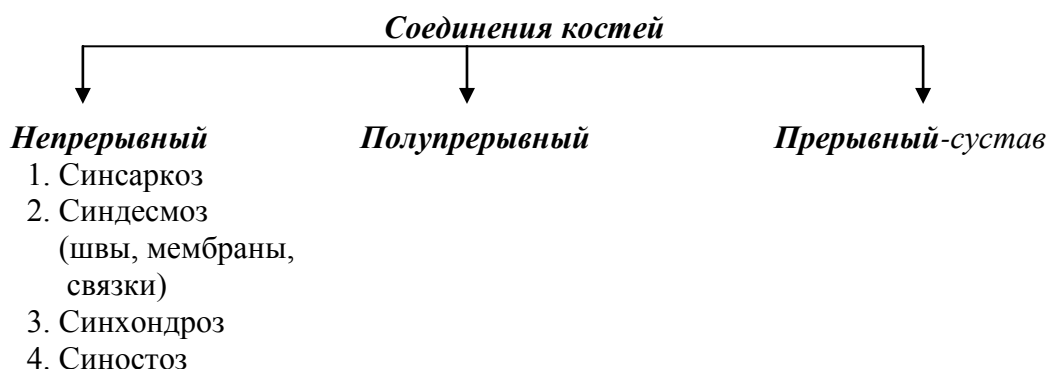 Соединения костей
Непрерывный Полупрерывный Прерывный-сустав
1. Синсаркоз
2. Синдесмоз
(швы, мембраны,
связки)
3. Синхондроз
4. Синостоз